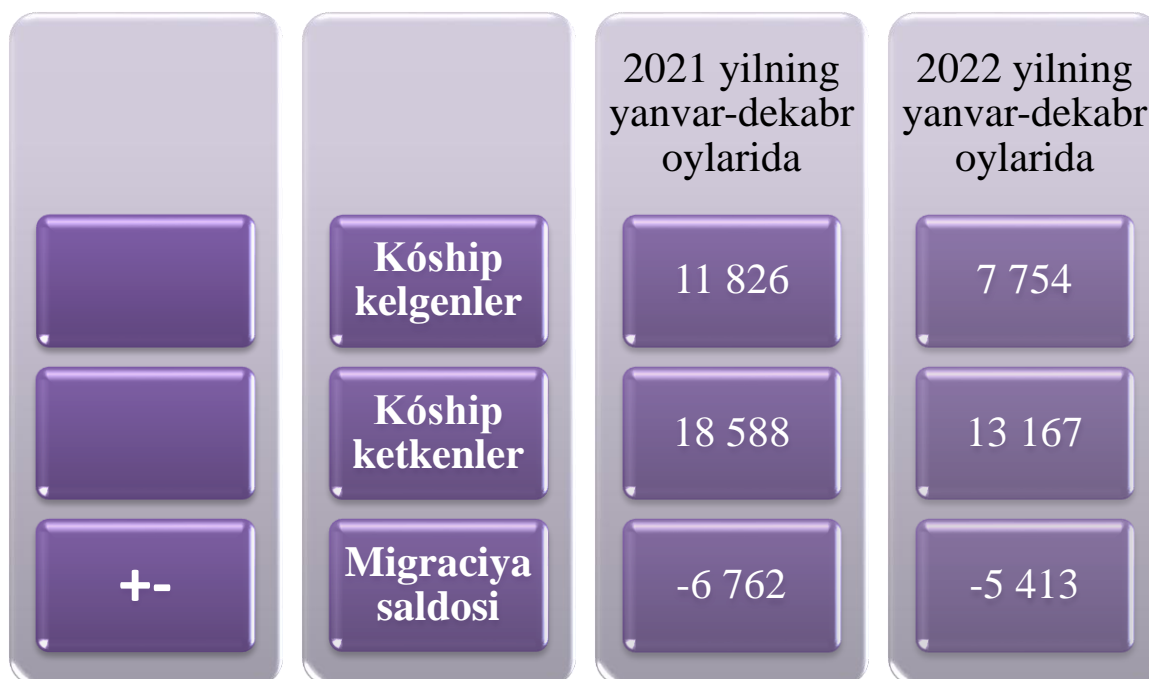 2021 yilning
yanvar-dekabr
oylarida
2022 yilning
yanvar-dekabr
oylarida
Kóship
kelgenler
11 826
7 754
Kóship
ketkenler
18 588
13 167
+-
Migraciya
saldosi
-6 762
-5 413